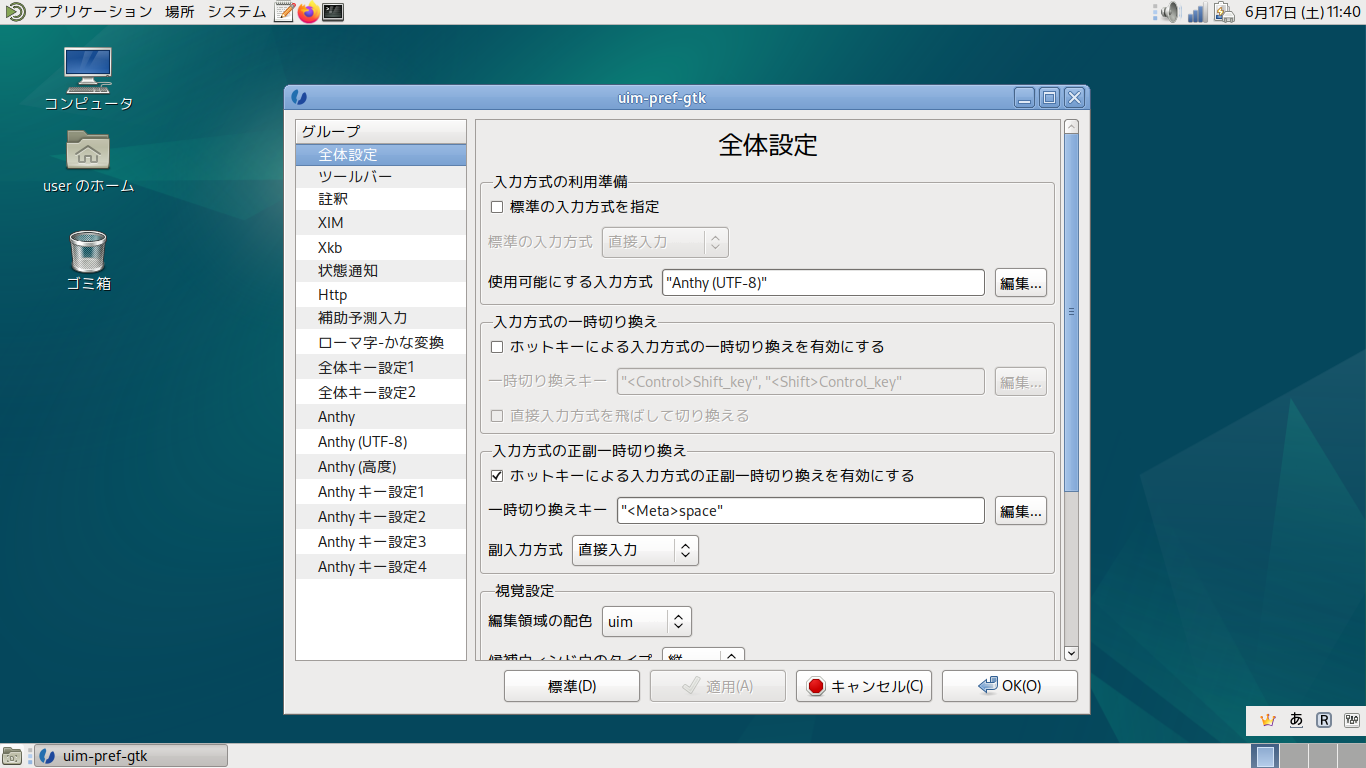 アプリケーション 場所 システム
6月17日 (土) 11:40
コンピュータ
user のホーム
ゴミ箱
uim-pref-gtk
グループ
全体設定
ツールバー
註釈
XIM
Xkb
状態通知
Http
補助予測入力
ローマ字-かな変換
全体キー設定1
全体キー設定2
Anthy
Anthy (UTF-8)
Anthy (高度)
Anthy キー設定1
Anthy キー設定2
Anthy キー設定3
Anthy キー設定4
全体設定
入力方式の利用準備
標準の入力方式を指定
標準の入力方式 直接入力
使用可能にする入力方式 "Anthy (UTF-8)" 編集...
入力方式の一時切り換え
ホットキーによる入力方式の一時切り換えを有効にする
一時切り換えキー "<Control>Shift_key", "<Shift>Control_key" 編集...
直接入力方式を飛ばして切り換える
入力方式の正副一時切り換え
ホットキーによる入力方式の正副一時切り換えを有効にする
一時切り換えキー "<Meta>space" 編集...
副入力方式 直接入力
視覚設定
編集領域の配色 uim
候補ウィンドウのタイプ 縦
標準(D) 適用(A) キャンセル(C) OK(O)
あ R
uim-pref-gtk